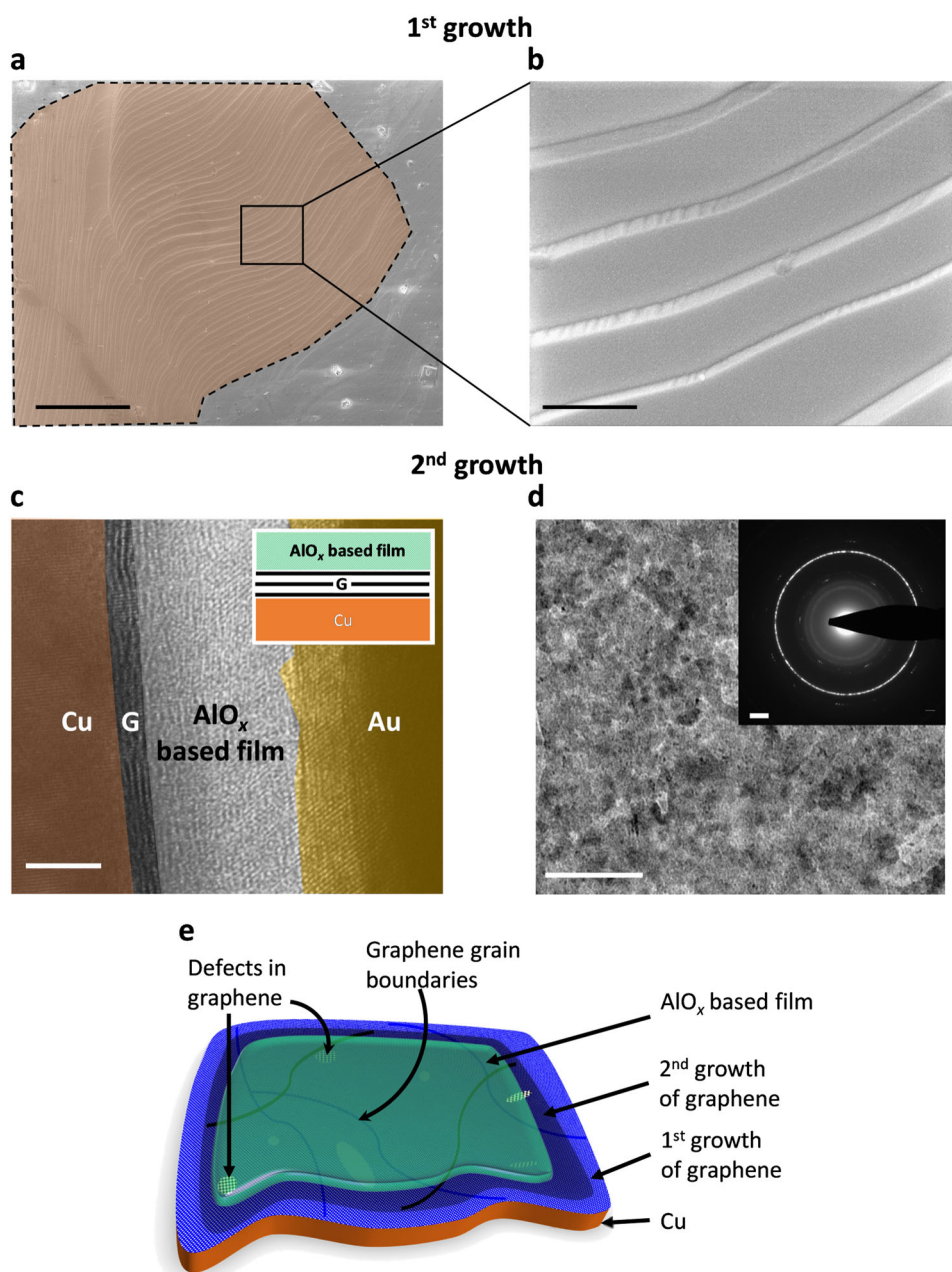 1st growth
a
b
2nd growth
c
d
AlOx based film
G
Cu
Cu
G
AlOx
based film
Au
e
Defects in
graphene
Graphene grain
boundaries
AlOx based film
2nd growth
of graphene
1st growth
of graphene
Cu